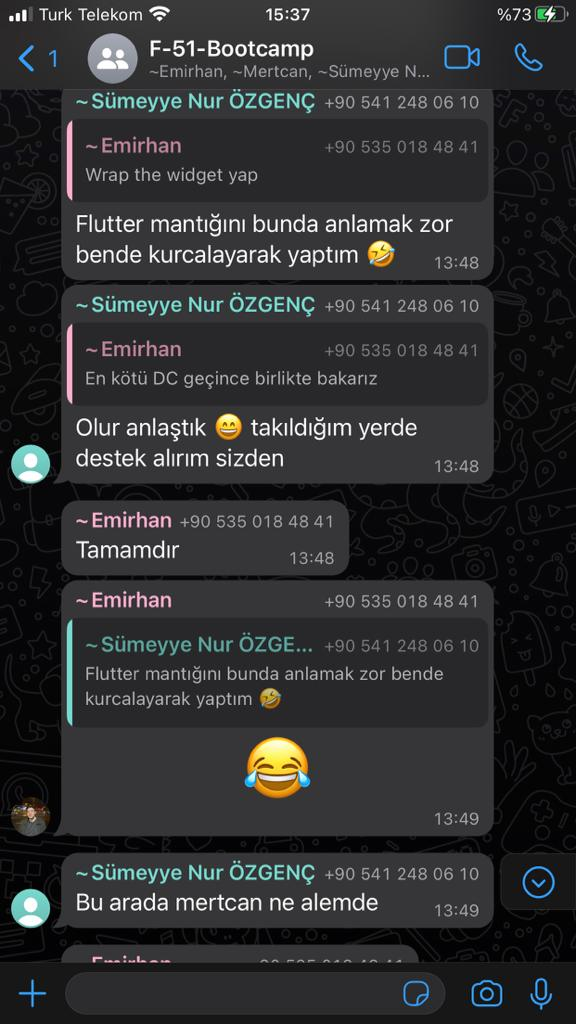 Turk Telekom
15:37
%73
1
F-51-Bootcamp
~Emirhan, ~Mertcan, ~Sümeyye N...
~Sümeyye Nur ÖZGENÇ +90 541 248 06 10
~Emirhan +90 535 018 48 41
Wrap the widget yap
Flutter mantığını bunda anlamak zor
bende kurcalayarak yaptım 🤣
13:48
~Sümeyye Nur ÖZGENÇ +90 541 248 06 10
~Emirhan +90 535 018 48 41
En kötü DC geçince birlikte bakarız
Olur anlaştık 😄 takıldığım yerde
destek alırım sizden
13:48
~Emirhan +90 535 018 48 41
Tamamdır
13:48
~Emirhan +90 535 018 48 41
~Sümeyye Nur ÖZGE... +90 541 248 06 10
Flutter mantığını bunda anlamak zor bende
kurcalayarak yaptım 🤣
😂
13:49
~Sümeyye Nur ÖZGENÇ +90 541 248 06 10
Bu arada mertcan ne alemde
13:49
~Emirhan +90 535 018 48 41